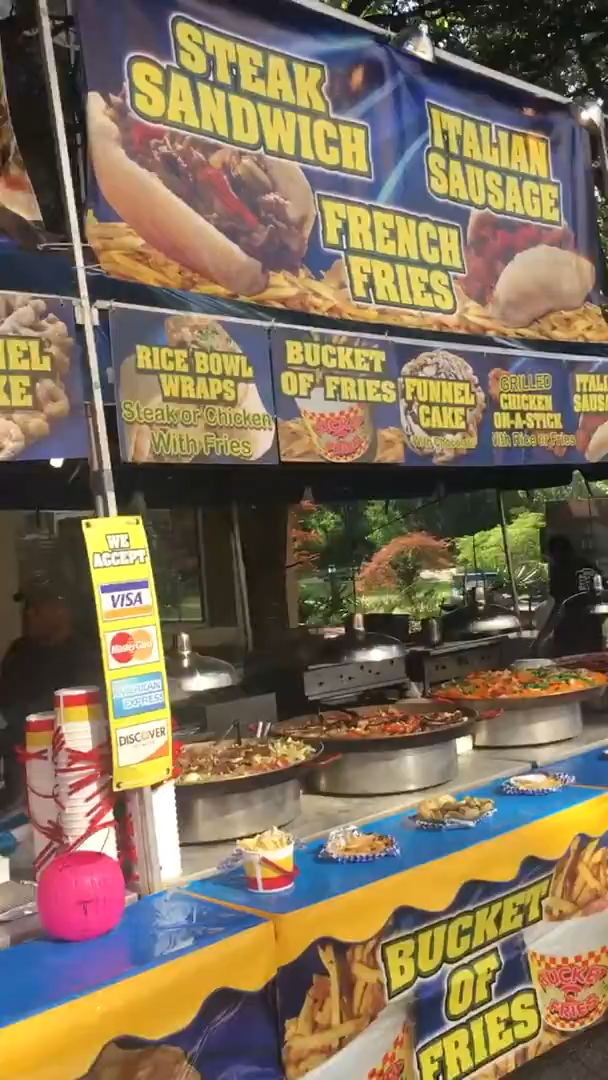 STEAK
SANDWICH
ITALIAN
SAUSAGE
FRENCH
FRIES
RICE BOWL
WRAPS
Steak or Chicken
With Fries
BUCKET
OF FRIES
FUNNEL
CAKE
GRILLED
CHICKEN
ON-A-STICK
With Rice or Fries
WE
ACCEPT
VISA
MasterCard
AMERICAN
EXPRESS
DISCOVER
T
BUCKET
OF
FRIES